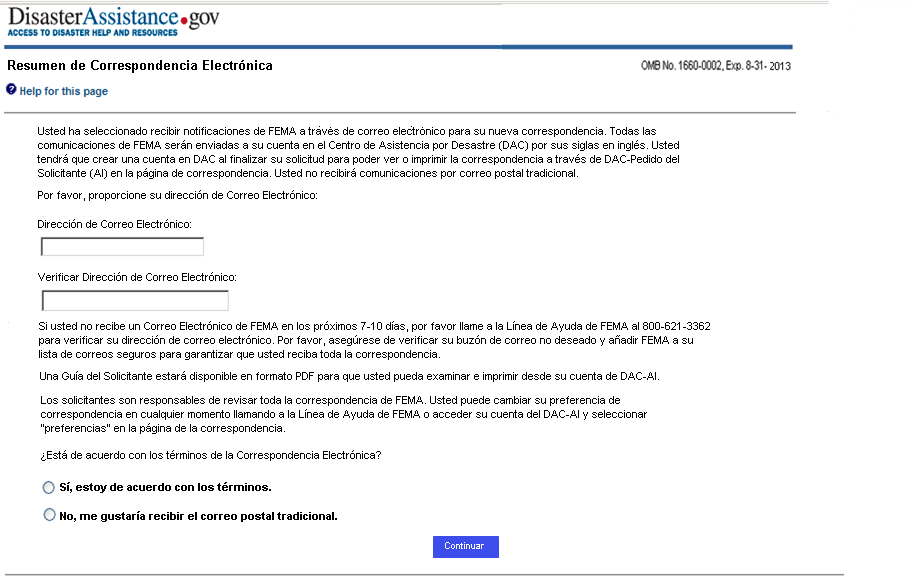 DisasterAssistance.gov
ACCESS TO DISASTER HELP AND RESOURCES
Resumen de Correspondencia Electrónica
OMB No. 1660-0002, Exp. 8-31- 2013
? Help for this page
Usted ha seleccionado recibir notificaciones de FEMA a través de correo electrónico para su nueva correspondencia. Todas las
comunicaciones de FEMA serán enviadas a su cuenta en el Centro de Asistencia por Desastre (DAC) por sus siglas en inglés. Usted
tendrá que crear una cuenta en DAC al finalizar su solicitud para poder ver o imprimir la correspondencia a través de DAC-Pedido del
Solicitante (AI) en la página de correspondencia. Usted no recibirá comunicaciones por correo postal tradicional.
Por favor, proporcione su dirección de Correo Electrónico:
Dirección de Correo Electrónico:
Verificar Dirección de Correo Electrónico:
Si usted no recibe un Correo Electrónico de FEMA en los próximos 7-10 días, por favor llame a la Línea de Ayuda de FEMA al 800-621-3362
para verificar su dirección de correo electrónico. Por favor, asegúrese de verificar su buzón de correo no deseado y añadir FEMA a su
lista de correos seguros para garantizar que usted reciba toda la correspondencia.
Una Guía del Solicitante estará disponible en formato PDF para que usted pueda examinar e imprimir desde su cuenta de DAC-AI.
Los solicitantes son responsables de revisar toda la correspondencia de FEMA. Usted puede cambiar su preferencia de
correspondencia en cualquier momento llamando a la Línea de Ayuda de FEMA o acceder su cuenta del DAC-AI y seleccionar
"preferencias" en la página de la correspondencia.
¿Está de acuerdo con los términos de la Correspondencia Electrónica?
Sí, estoy de acuerdo con los términos.
No, me gustaría recibir el correo postal tradicional.
Continuar